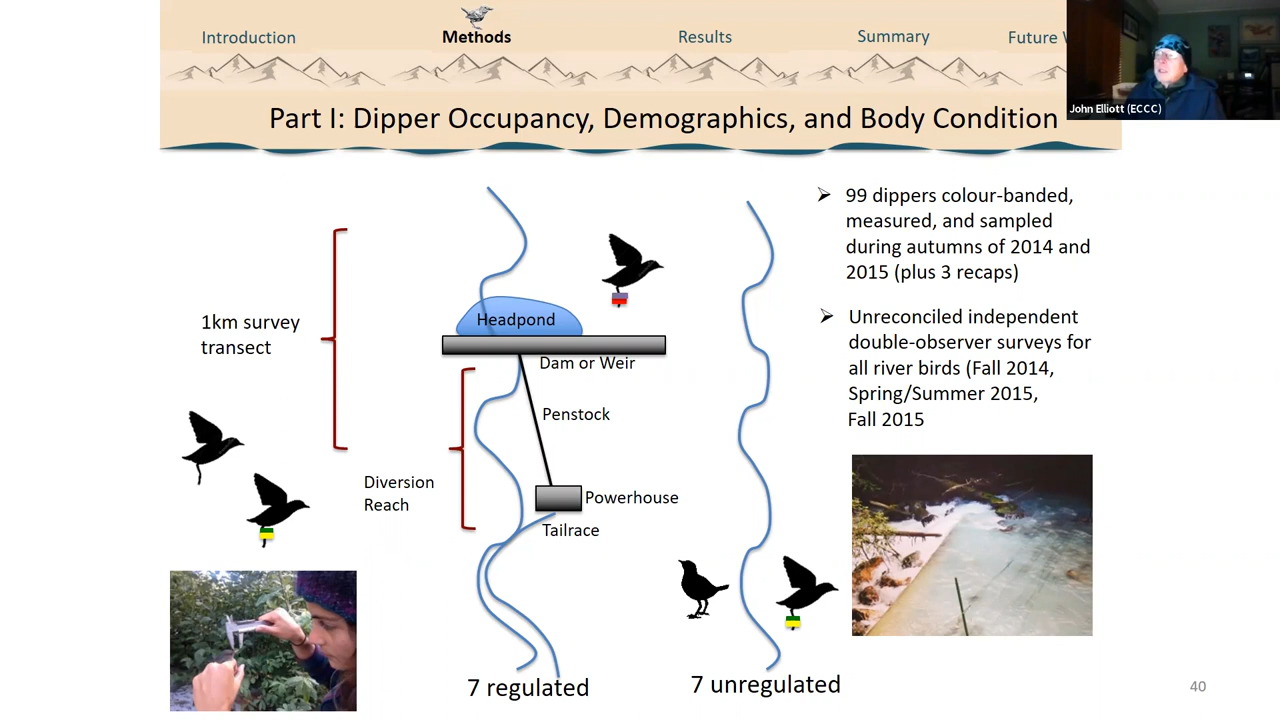 Introduction
Methods
Results
Summary
Future
John Elliott (ECCC)
Part I: Dipper Occupancy, Demographics, and Body Condition
1km survey
transect
Headpond
Dam or Weir
Penstock
Diversion
Reach
Powerhouse
Tailrace
7 regulated
7 unregulated
99 dippers colour-banded,
measured, and sampled
during autumns of 2014 and
2015 (plus 3 recaps)
Unreconciled independent
double-observer surveys for
all river birds (Fall 2014,
Spring/Summer 2015,
Fall 2015
40